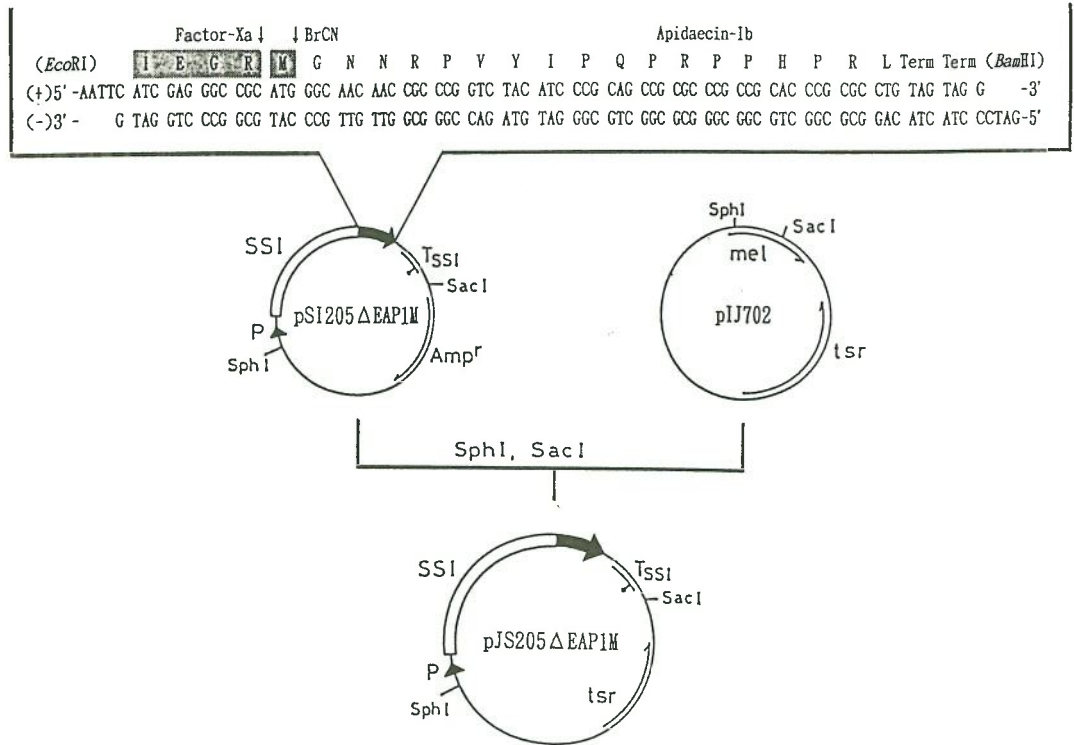 Factor-Xa↓ ↓BrCN Apidaecin-1b
(EcoRI) I E G R M G N N R P V Y I P Q P R P P H P R L Term Term (BamHI)
(+)5'-AATTC ATC GAG GGC CGC ATG GGC AAC AAC CGC CCG GTC TAC ATC CCG CAG CCG CGC CCG CCG CAC CCG CGC CTG TAG TAG G -3'
(-)3'- G TAG GTC CCG GCG TAC CCG TTG TTG GCG GGC CAG ATG TAG GGC GTC GGC GCG GGC GGC GTG GGC GCG GAC ATC ATC CCTAG-5'
SSI
TSSI
SacI
pSI205ΔEAP1M
P
SphI
Ampr
SphI
SacI
mel
pIJ702
tsr
SphI, SacI
SSI
TSSI
SacI
pJS205ΔEAP1M
P
SphI
tsr